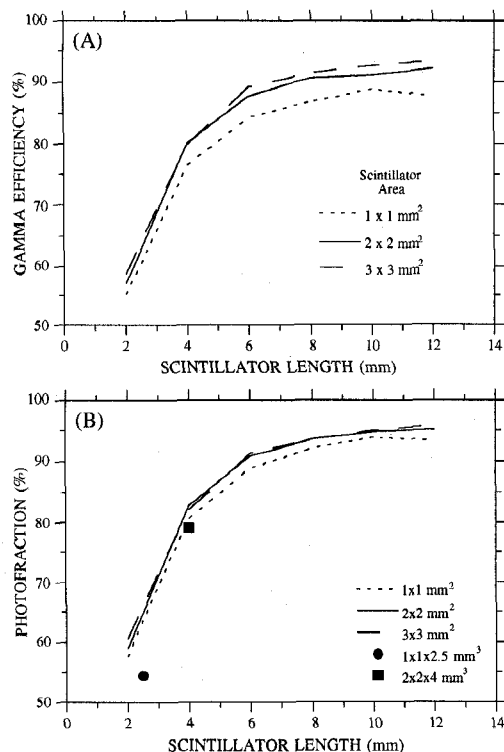 (A)
GAMMA EFFICIENCY (%)
100
90
80
70
60
50
Scintillator
Area
1 x 1 mm²
2 x 2 mm²
3 x 3 mm²
0 2 4 6 8 10 12 14
SCINTILLATOR LENGTH (mm)
(B)
PHOTOFRACTION (%)
100
90
80
70
60
50
1x1 mm²
2x2 mm²
3x3 mm²
1x1x2.5 mm³
2x2x4 mm³
0 2 4 6 8 10 12 14
SCINTILLATOR LENGTH (mm)